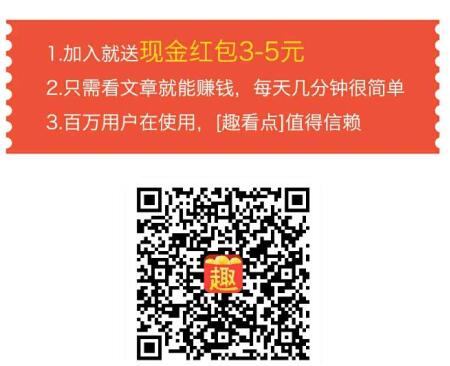 1.加入就送现金红包3-5元
2.只需看文章就能赚钱，每天几分钟很简单
3.百万用户在使用，[趣看点]值得信赖
趣